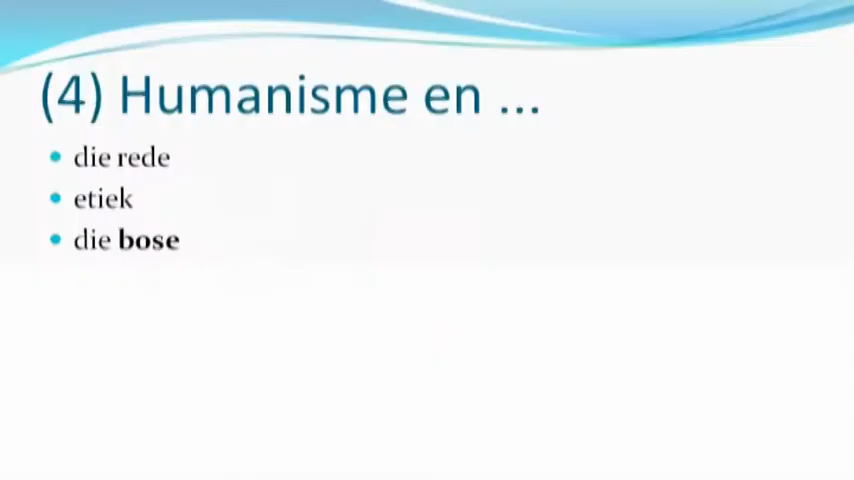 (4) Humanisme en ...
die rede
etiek
die bose